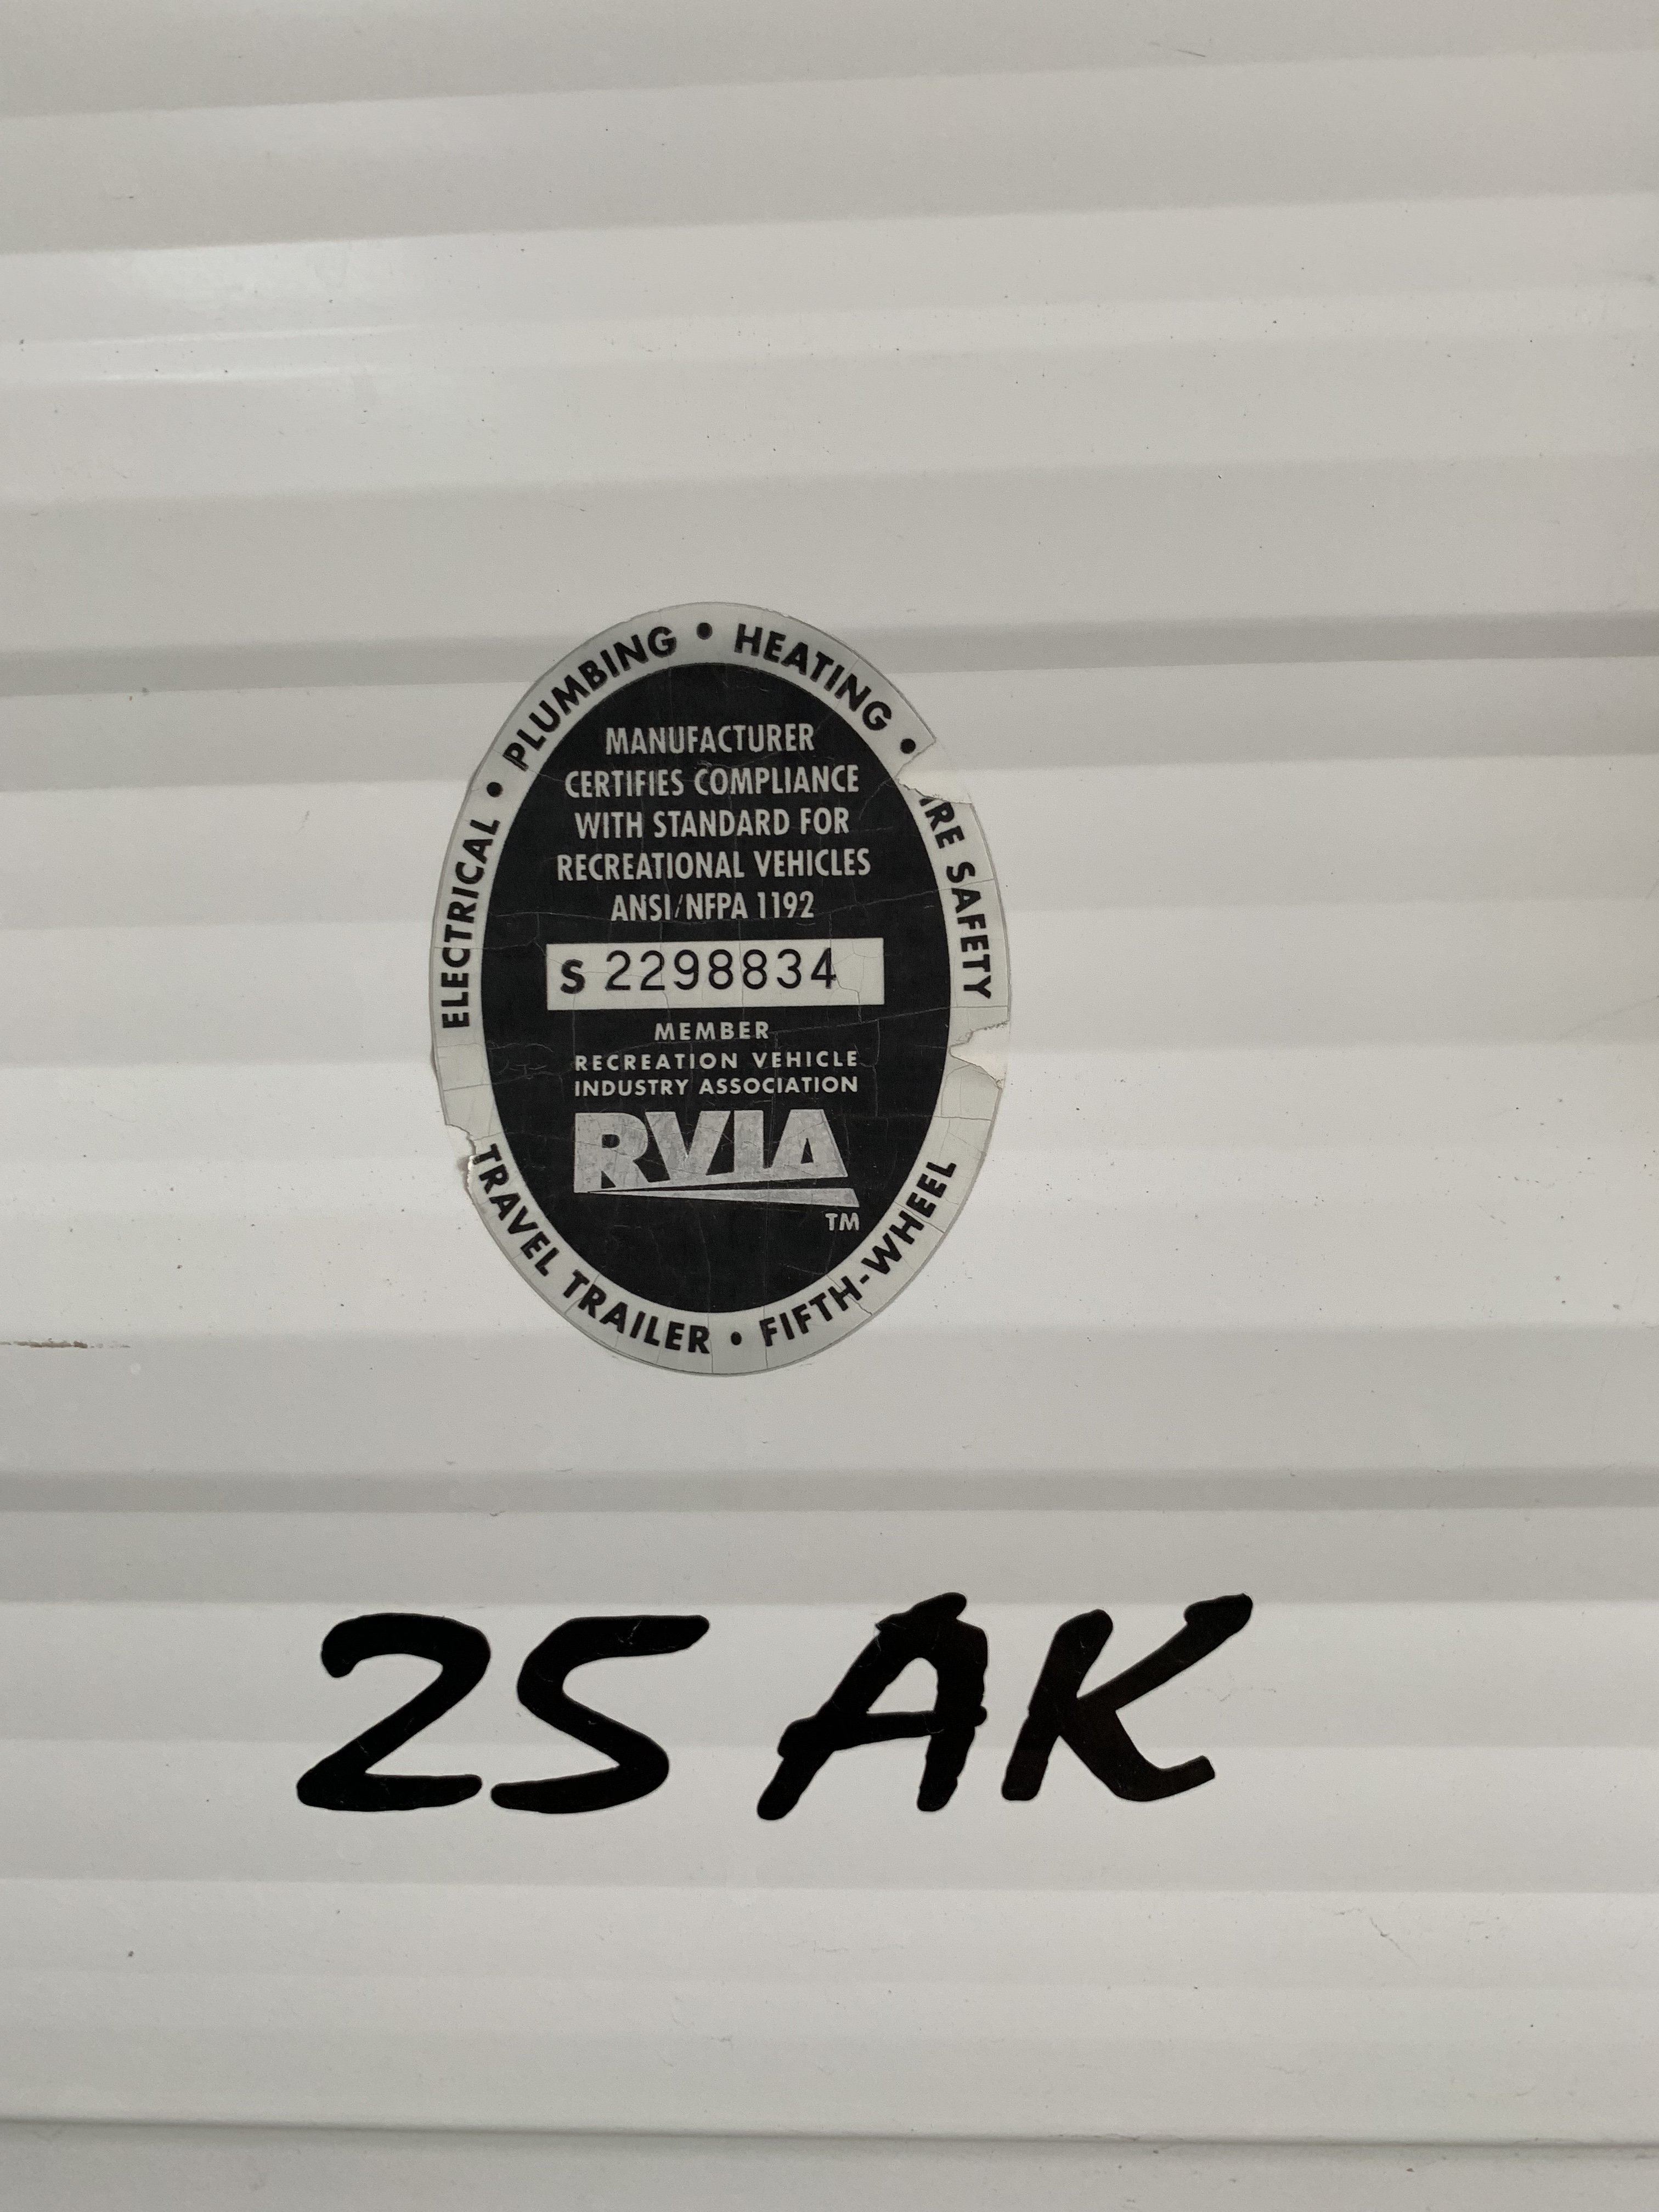 ELECTRICAL • PLUMBING • HEATING •
RE SAFETY
MANUFACTURER
CERTIFIES COMPLIANCE
WITH STANDARD FOR
RECREATIONAL VEHICLES
ANSI/NFPA 1192
S 2298834
MEMBER
RECREATION VEHICLE
INDUSTRY ASSOCIATION
RVIA
TM
TRAVEL TRAILER • FIFTH-WHEEL
25 AK